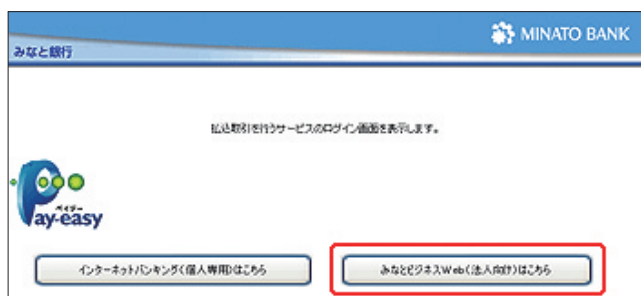 MINATO BANK
みなと銀行
払込取引を行うサービスのログイン画面を表示します。
ペイジー
Pay-easy
インターネットバンキング(個人専用)はこちら
みなとビジネスWeb(法人向け)はこちら